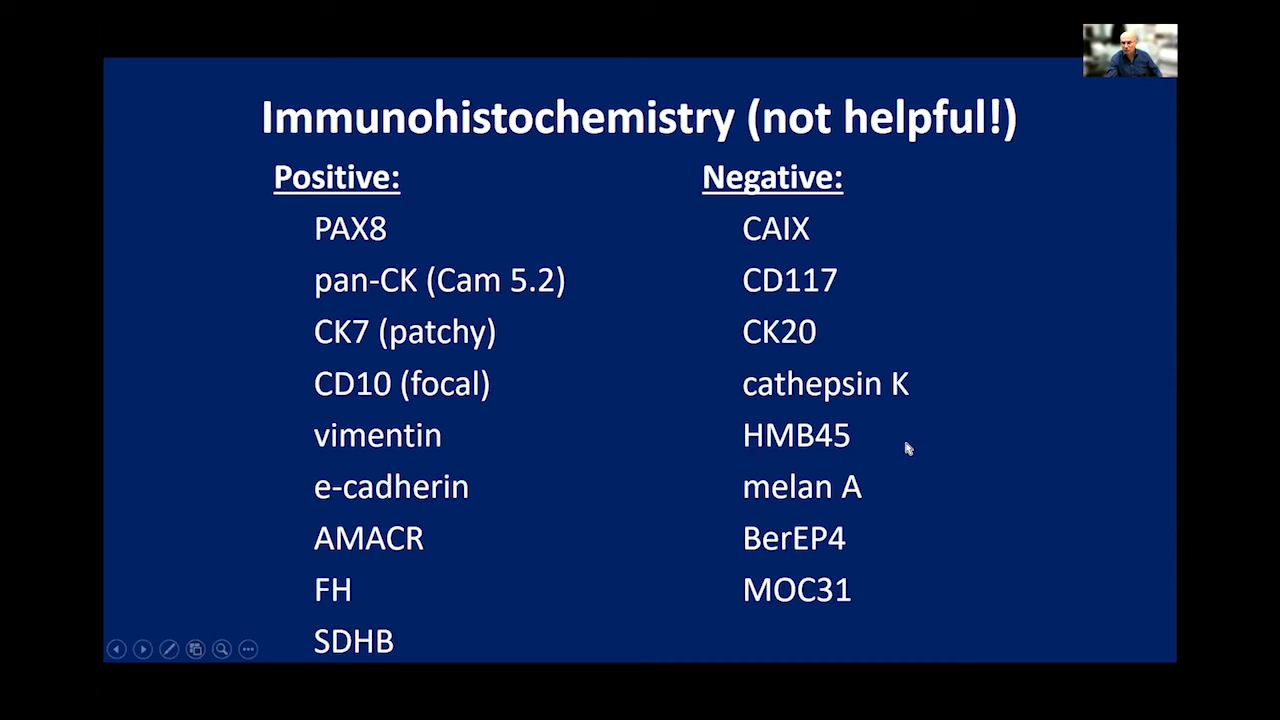 Immunohistochemistry (not helpful!)
Positive:
PAX8
pan-CK (Cam 5.2)
CK7 (patchy)
CD10 (focal)
vimentin
e-cadherin
AMACR
FH
SDHB
Negative:
CAIX
CD117
CK20
cathepsin K
HMB45
melan A
BerEP4
MOC31